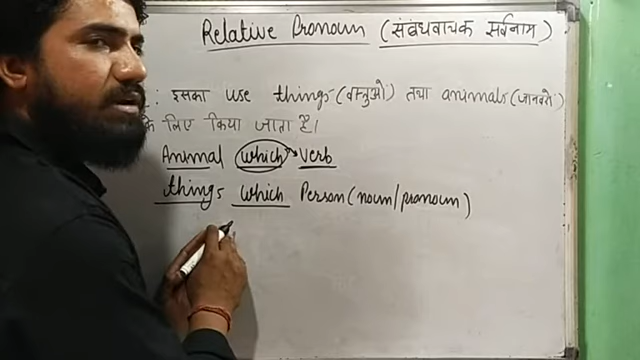 Relative Pronoun (संबंधवाचक सर्वनाम)
: इसका use things (वस्तुओं) तथा animals (जानवरों)
के लिए किया जाता है।
Animal which → Verb
things which Person (noun/pronoun)